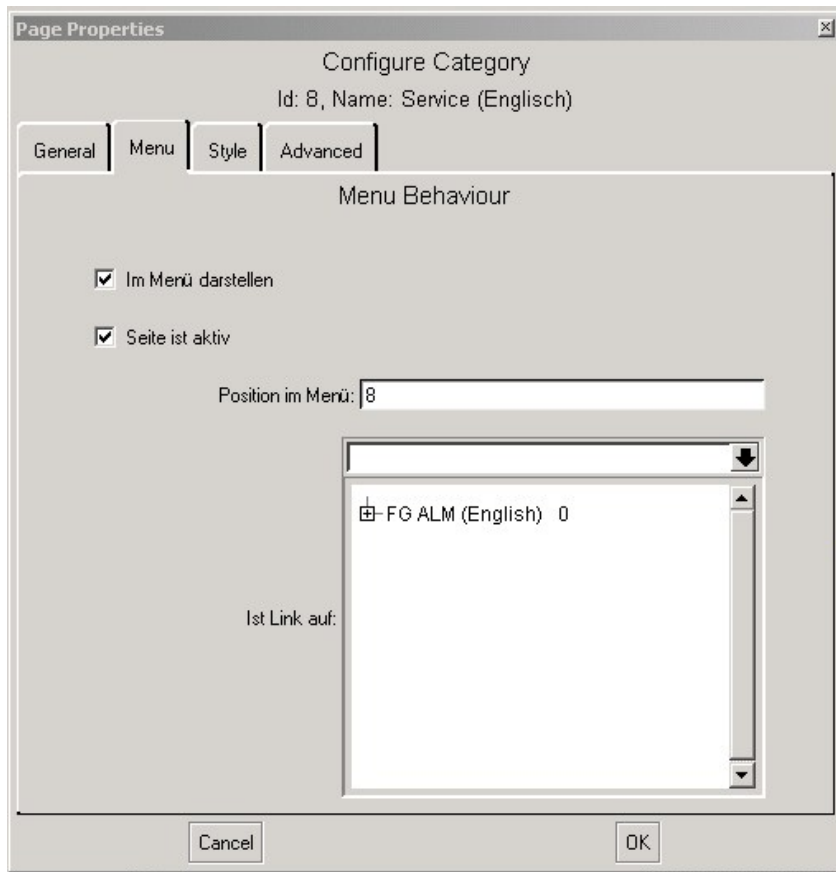 Page Properties
Configure Category
Id: 8, Name: Service (Englisch)
General Menu Style Advanced
Menu Behaviour
Im Menü darstellen
Seite ist aktiv
Position im Menü: 8
FG ALM (English) 0
Ist Link auf:
Cancel OK